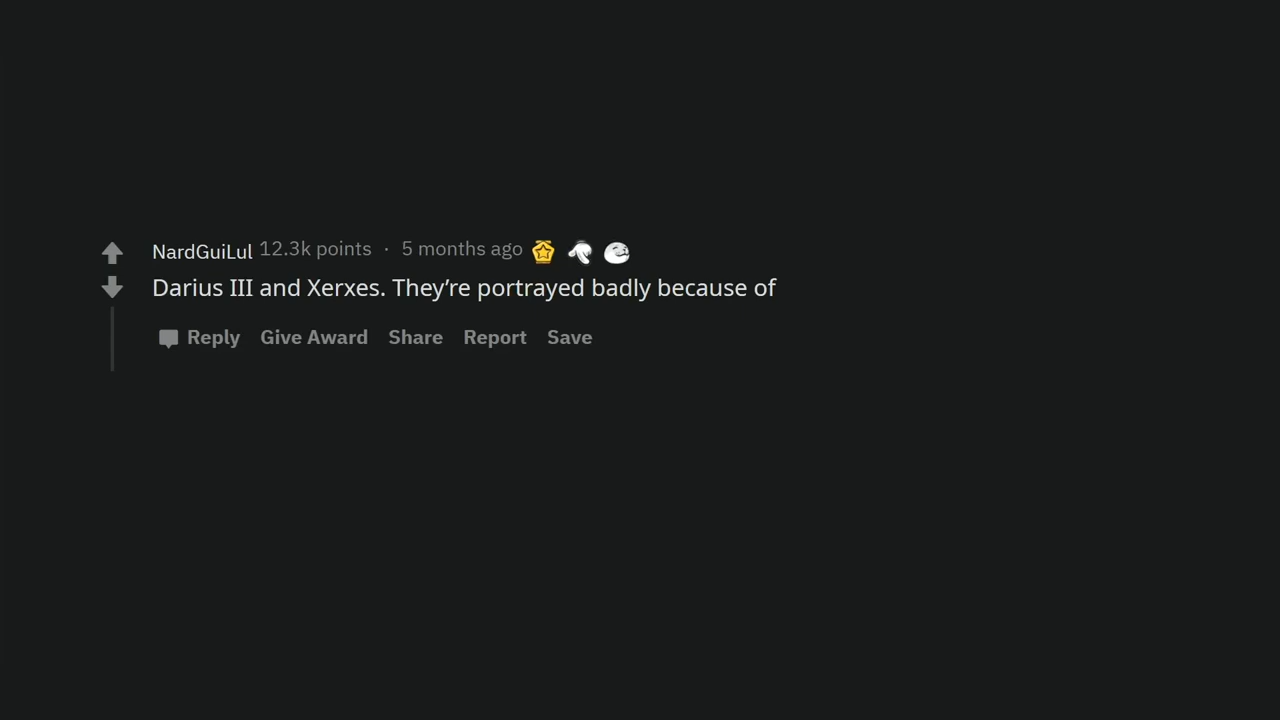 NardGuiLul 12.3k points · 5 months ago
Darius III and Xerxes. They’re portrayed badly because of
Reply Give Award Share Report Save